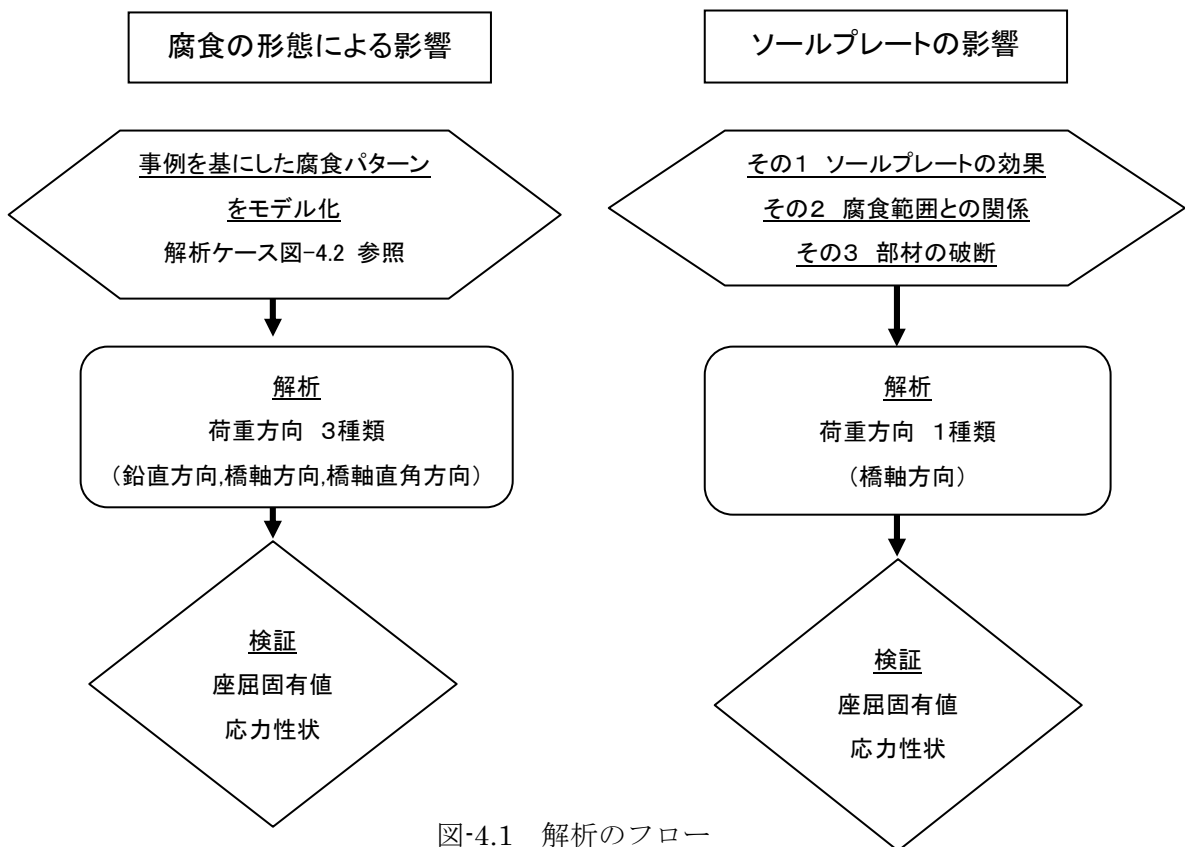 腐食の形態による影響
事例を基にした腐食パターン
をモデル化
解析ケース図-4.2 参照
解析
荷重方向　3種類
（鉛直方向,橋軸方向,橋軸直角方向）
検証
座屈固有値
応力性状
ソールプレートの影響
その1　ソールプレートの効果
その2　腐食範囲との関係
その3　部材の破断
解析
荷重方向　1種類
（橋軸方向）
検証
座屈固有値
応力性状
図-4.1　解析のフロー